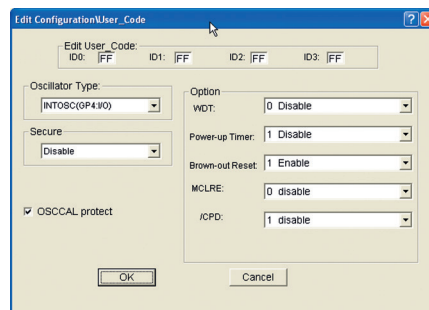 Edit Configuration\User_Code
Edit User_Code:
ID0: FF ID1: FF ID2: FF ID3: FF
Oscillator Type:
INTOSC(GP4:I/O)
Secure
Disable
OSCCAL protect
Option
WDT: 0 Disable
Power-up Timer: 1 Disable
Brown-out Reset: 1 Enable
MCLRE: 0 disable
/CPD: 1 disable
OK Cancel